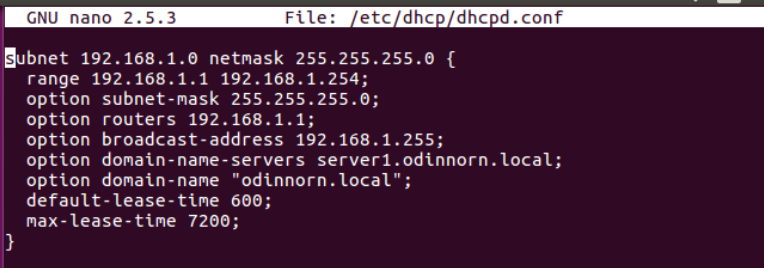 GNU nano 2.5.3 File: /etc/dhcp/dhcpd.conf
subnet 192.168.1.0 netmask 255.255.255.0 {
range 192.168.1.1 192.168.1.254;
option subnet-mask 255.255.255.0;
option routers 192.168.1.1;
option broadcast-address 192.168.1.255;
option domain-name-servers server1.odinnorn.local;
option domain-name "odinnorn.local";
default-lease-time 600;
max-lease-time 7200;
}